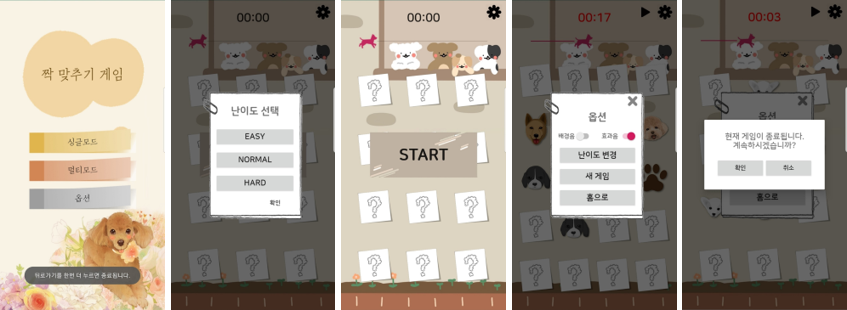 짝 맞추기 게임
싱글모드
멀티모드
옵션
뒤로가기를 한번 더 누르면 종료됩니다.
00:00
난이도 선택
EASY
NORMAL
HARD
확인
00:00
START
00:17
옵션
배경음 효과음
난이도 변경
새 게임
홈으로
00:03
옵션
현재 게임이 종료됩니다.
계속하시겠습니까?
확인 취소
홈으로